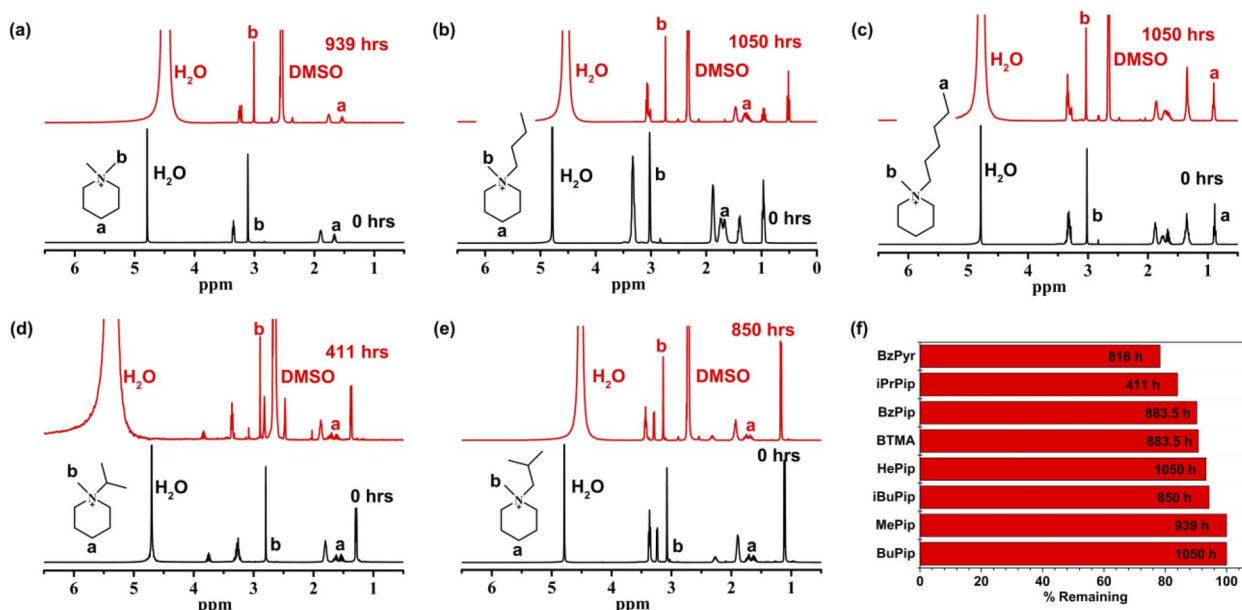 (a)
b
939 hrs
H2O
DMSO
a
b
N+
a
H2O
b
a
0 hrs
6 5 4 3 2 1
ppm
(b)
b
1050 hrs
H2O
DMSO
a
b
N+
a
H2O
b
a
0 hrs
6 5 4 3 2 1 0
ppm
(c)
b
1050 hrs
H2O
DMSO
a
a
b
N+
H2O
b
0 hrs
a
6 5 4 3 2 1
ppm
(d)
b
411 hrs
H2O
DMSO
a
b
N+
a
H2O
b
a
0 hrs
6 5 4 3 2 1
ppm
(e)
850 hrs
b
H2O
DMSO
a
0 hrs
b
N+
a
H2O
b
a
6 5 4 3 2 1
ppm
(f)
BzPyr 816 h
iPrPip 411 h
BzPip 883.5 h
BTMA 883.5 h
HePip 1050 h
iBuPip 850 h
MePip 939 h
BuPip 1050 h
0 20 40 60 80 100
% Remaining